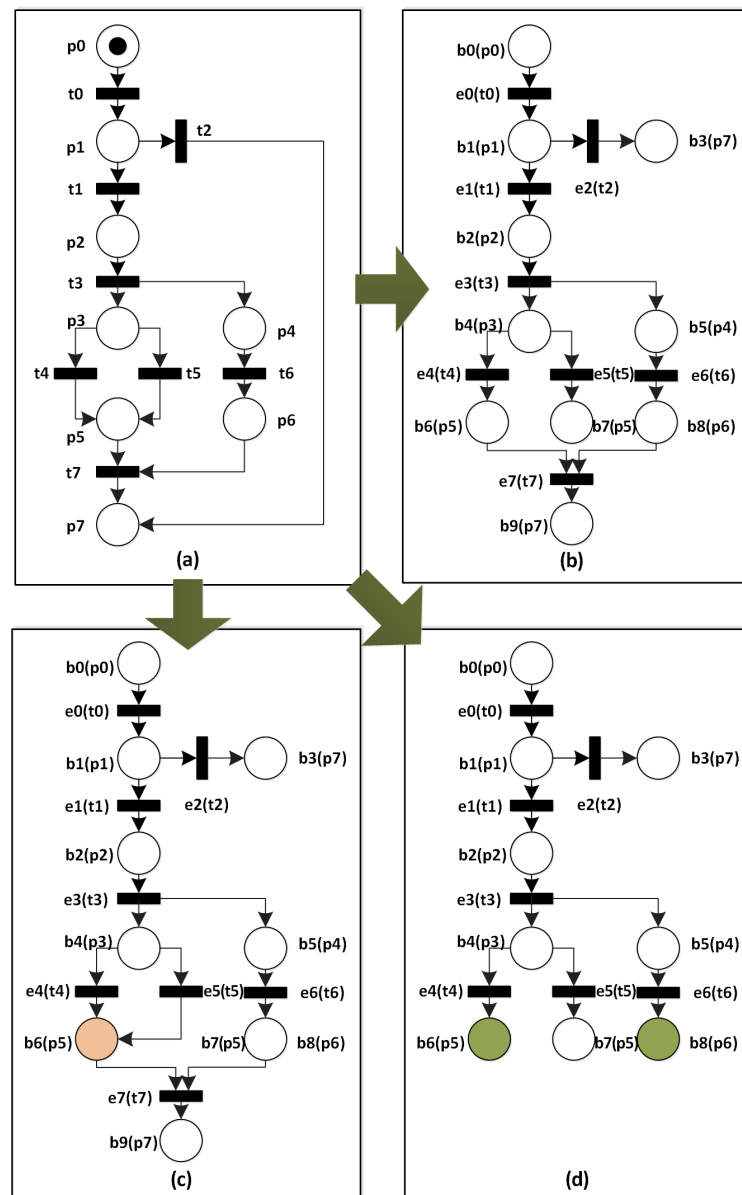 p0
t0
p1
t2
t1
p2
t3
p3
p4
t4
t5
t6
p5
p6
t7
p7
(a)
b0(p0)
e0(t0)
b1(p1)
b3(p7)
e1(t1)
e2(t2)
b2(p2)
e3(t3)
b4(p3)
b5(p4)
e4(t4)
e5(t5)
e6(t6)
b6(p5)
b7(p5)
b8(p6)
e7(t7)
b9(p7)
(b)
b0(p0)
e0(t0)
b1(p1)
b3(p7)
e1(t1)
e2(t2)
b2(p2)
e3(t3)
b4(p3)
b5(p4)
e4(t4)
e5(t5)
e6(t6)
b6(p5)
b7(p5)
b8(p6)
e7(t7)
b9(p7)
(c)
b0(p0)
e0(t0)
b1(p1)
b3(p7)
e1(t1)
e2(t2)
b2(p2)
e3(t3)
b4(p3)
b5(p4)
e4(t4)
e5(t5)
e6(t6)
b6(p5)
b7(p5)
b8(p6)
(d)